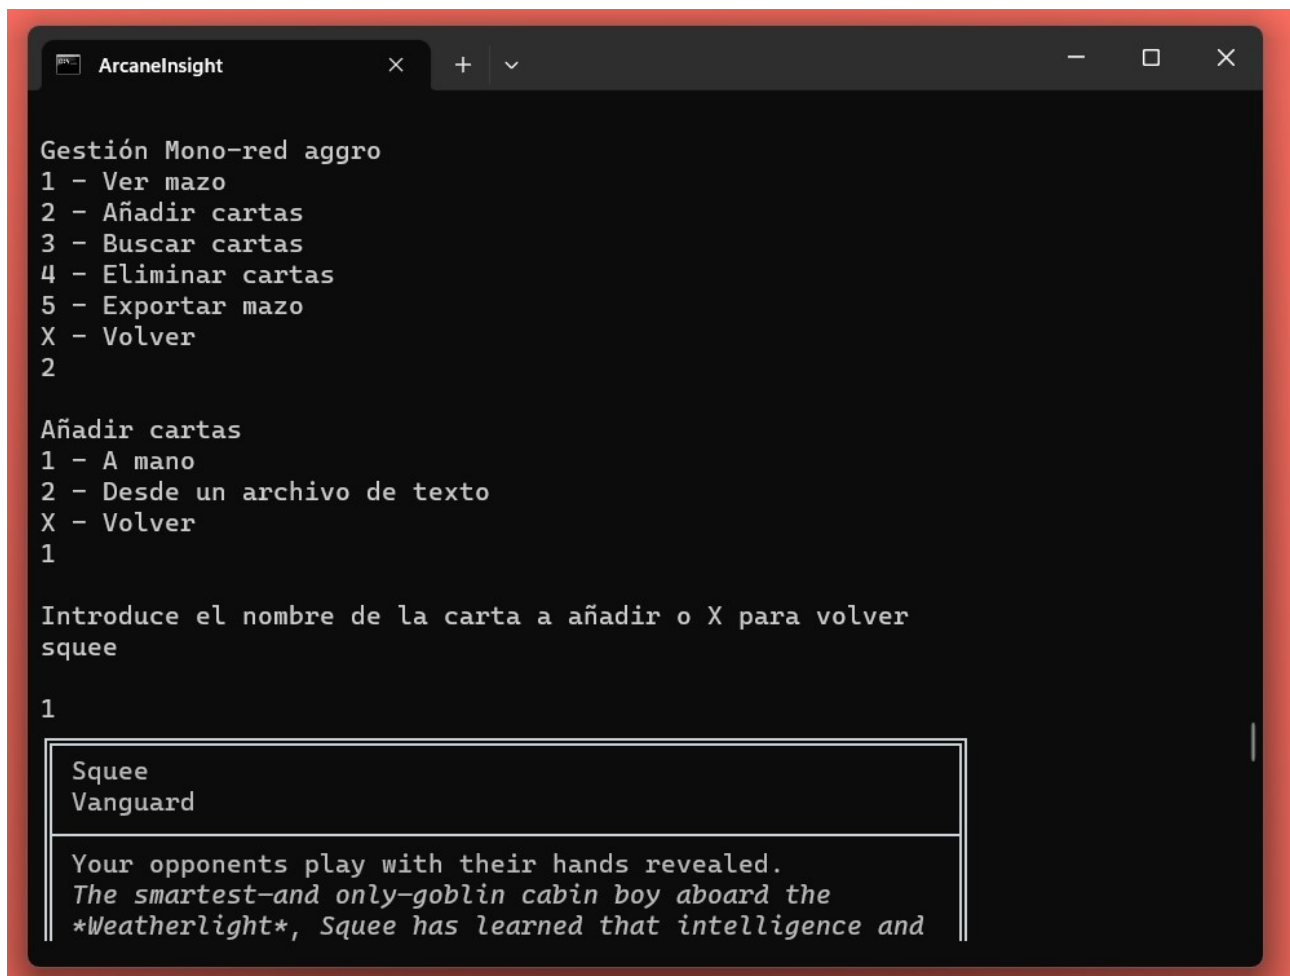 ArcaneInsight
Gestión Mono-red aggro
1 - Ver mazo
2 - Añadir cartas
3 - Buscar cartas
4 - Eliminar cartas
5 - Exportar mazo
X - Volver
2
Añadir cartas
1 - A mano
2 - Desde un archivo de texto
X - Volver
1
Introduce el nombre de la carta a añadir o X para volver
squee
1
Squee
Vanguard
Your opponents play with their hands revealed.
The smartest—and only—goblin cabin boy aboard the
*Weatherlight*, Squee has learned that intelligence and